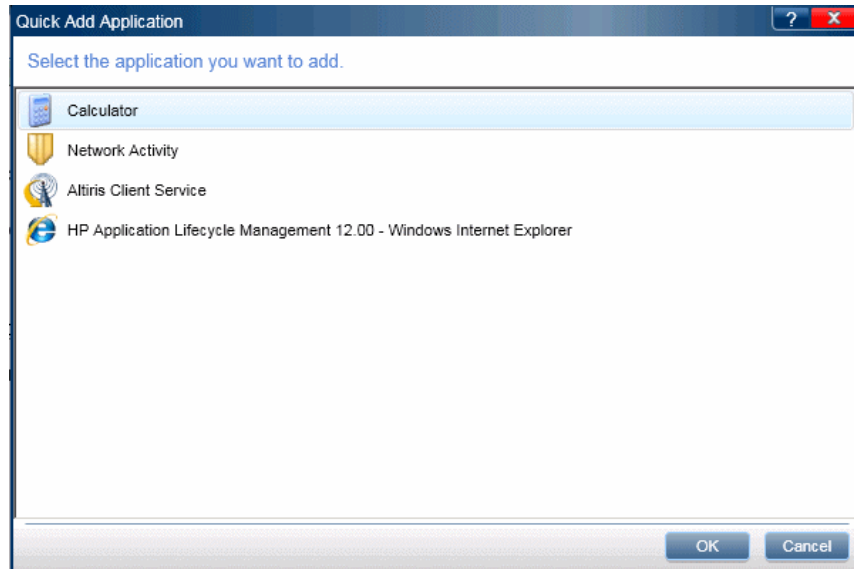 Quick Add Application
?
Select the application you want to add.
Calculator
Network Activity
Altiris Client Service
HP Application Lifecycle Management 12.00 - Windows Internet Explorer
OK
Cancel